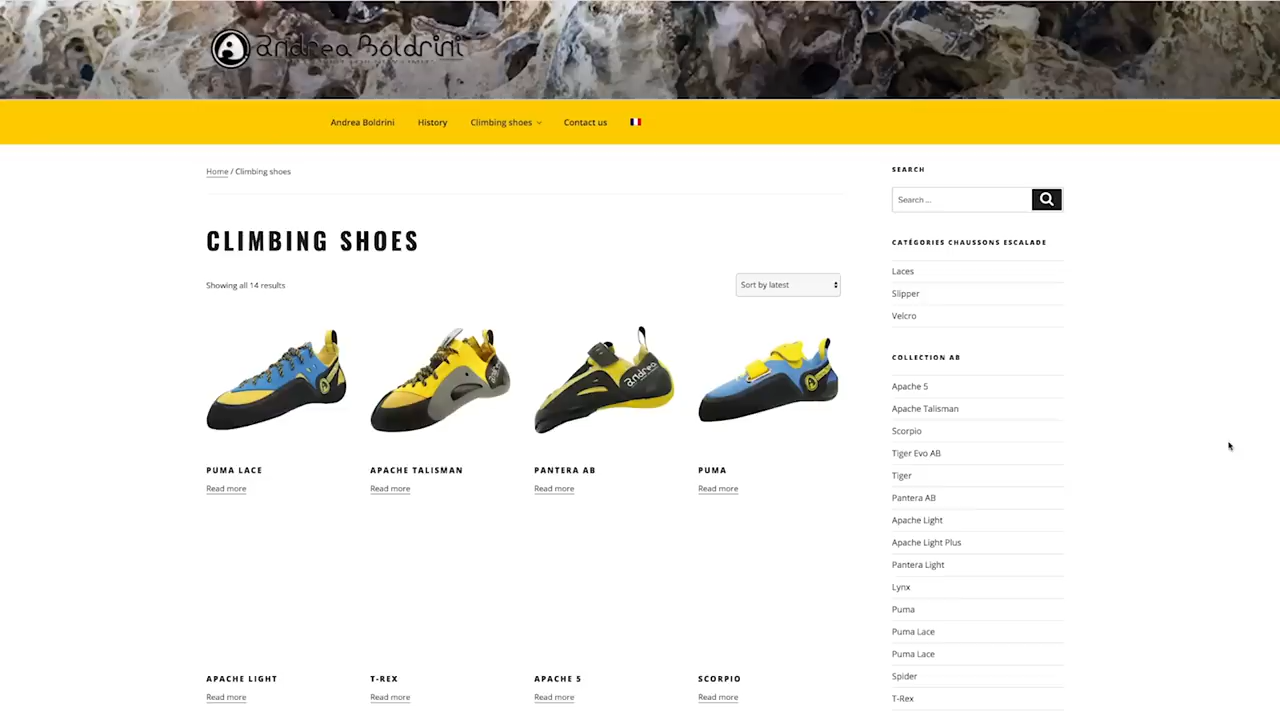 andrea Boldrini
Andrea Boldrini
History
Climbing shoes
Contact us
Home / Climbing shoes
CLIMBING SHOES
Showing all 14 results
Sort by latest
andrea
PUMA LACE
APACHE TALISMAN
PANTERA AB
PUMA
Read more
Read more
Read more
Read more
APACHE LIGHT
T-REX
APACHE 5
SCORPIO
Read more
Read more
Read more
Read more
SEARCH
Search ...
CATÉGORIES CHAUSSONS ESCALADE
Laces
Slipper
Velcro
COLLECTION AB
Apache 5
Apache Talisman
Scorpio
Tiger Evo AB
Tiger
Pantera AB
Apache Light
Apache Light Plus
Pantera Light
Lynx
Puma
Puma Lace
Puma Lace
Spider
T-Rex